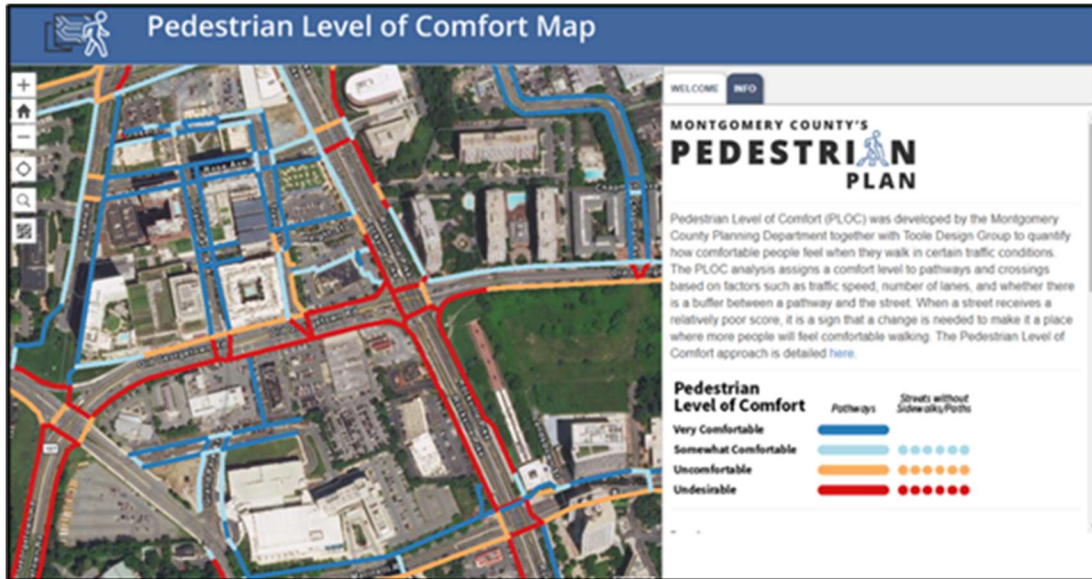 Pedestrian Level of Comfort Map
WELCOME
INFO
MONTGOMERY COUNTY'S
PEDESTRIAN
PLAN
Pedestrian Level of Comfort (PLOC) was developed by the Montgomery
County Planning Department together with Toole Design Group to quantify
how comfortable people feel when they walk in certain traffic conditions.
The PLOC analysis assigns a comfort level to pathways and crossings
based on factors such as traffic speed, number of lanes, and whether there
is a buffer between a pathway and the street. When a street receives a
relatively poor score, it is a sign that a change is needed to make it a place
where more people will feel comfortable walking. The Pedestrian Level of
Comfort approach is detailed here.
Pedestrian
Level of Comfort
Pathways
Streets without
Sidewalks/Paths
Very Comfortable
Somewhat Comfortable
Uncomfortable
Undesirable